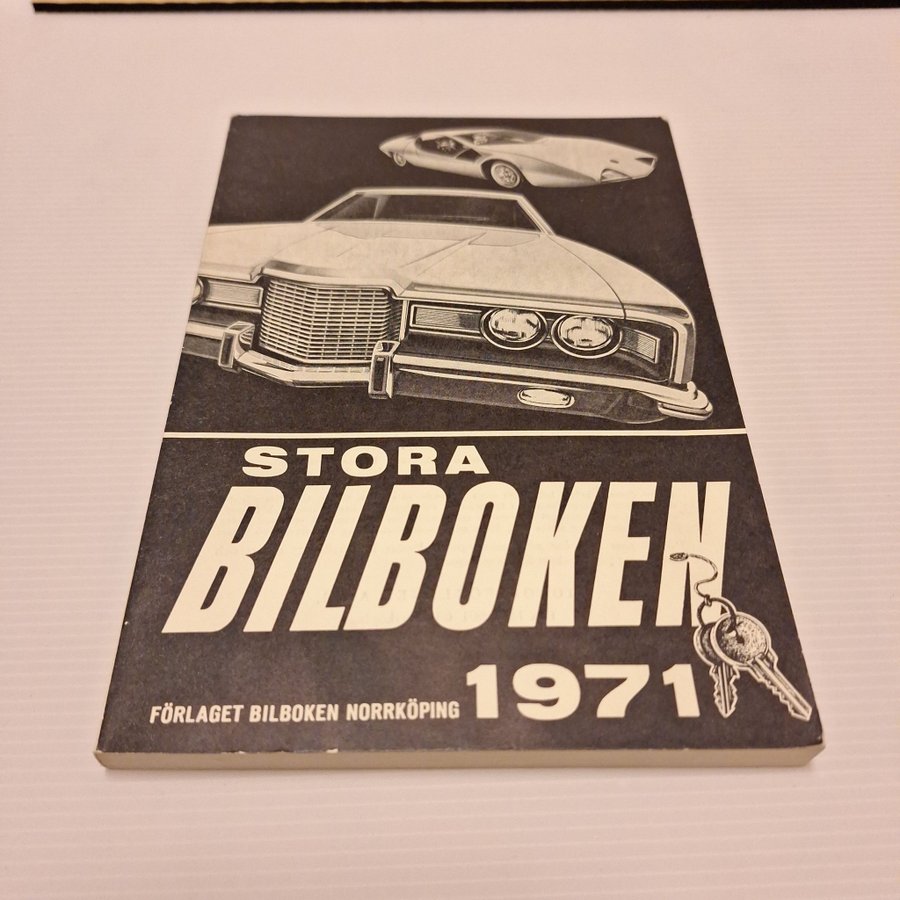 STORA
BILBOKEN
1971
FÖRLAGET BILBOKEN NORRKÖPING